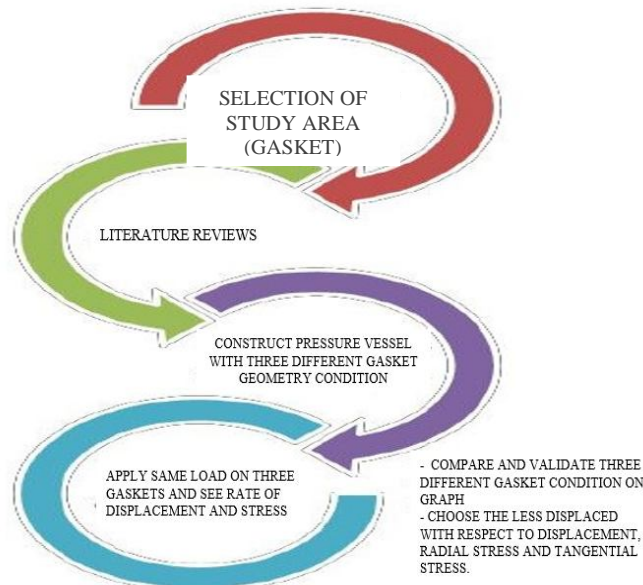 SELECTION OF
STUDY AREA
(GASKET)
LITERATURE REVIEWS
CONSTRUCT PRESSURE VESSEL
WITH THREE DIFFERENT GASKET
GEOMETRY CONDITION
APPLY SAME LOAD ON THREE
GASKETS AND SEE RATE OF
DISPLACEMENT AND STRESS
- COMPARE AND VALIDATE THREE
DIFFERENT GASKET CONDITION ON
GRAPH
- CHOOSE THE LESS DISPLACED
WITH RESPECT TO DISPLACEMENT,
RADIAL STRESS AND TANGENTIAL
STRESS.